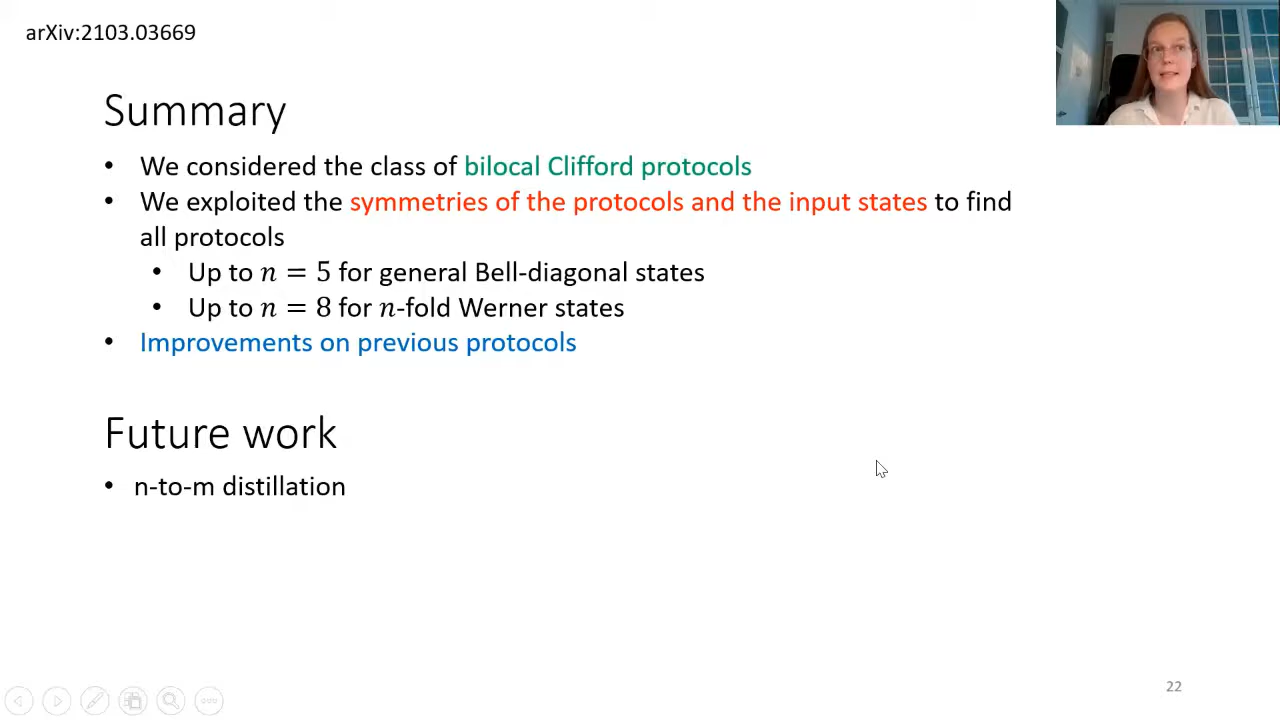 arXiv:2103.03669
Summary
• We considered the class of bilocal Clifford protocols
• We exploited the symmetries of the protocols and the input states to find
all protocols
• Up to n = 5 for general Bell-diagonal states
• Up to n = 8 for n-fold Werner states
• Improvements on previous protocols
Future work
• n-to-m distillation
22